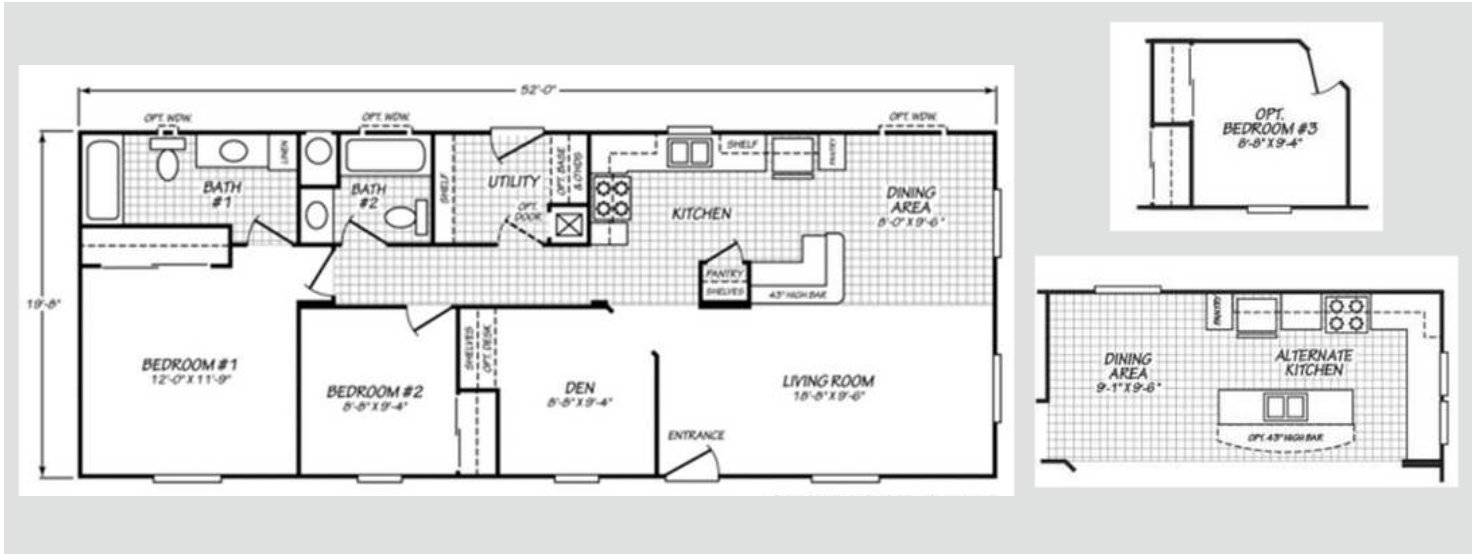 52'-0"
OPT. WDW.
OPT. WDW.
OPT. WDW.
19'-8"
LINEN
BATH
#1
BATH
#2
SHELF
UTILITY
OPT. BASE
& O'HDS
OPT.
DOOR
SHELF
PANTRY
KITCHEN
DINING
AREA
8'-0" X 9'-6"
PANTRY
SHELVES
43" HIGH BAR
BEDROOM #1
12'-0" X 11'-9"
BEDROOM #2
8'-8" X 9'-4"
SHELVES
OPT. DESK
DEN
8'-8" X 9'-4"
LIVING ROOM
18'-8" X 9'-6"
ENTRANCE
OPT.
BEDROOM #3
8'-8" X 9'-4"
PANTRY
DINING
AREA
9'-1" X 9'-6"
ALTERNATE
KITCHEN
OPT. 43" HIGH BAR